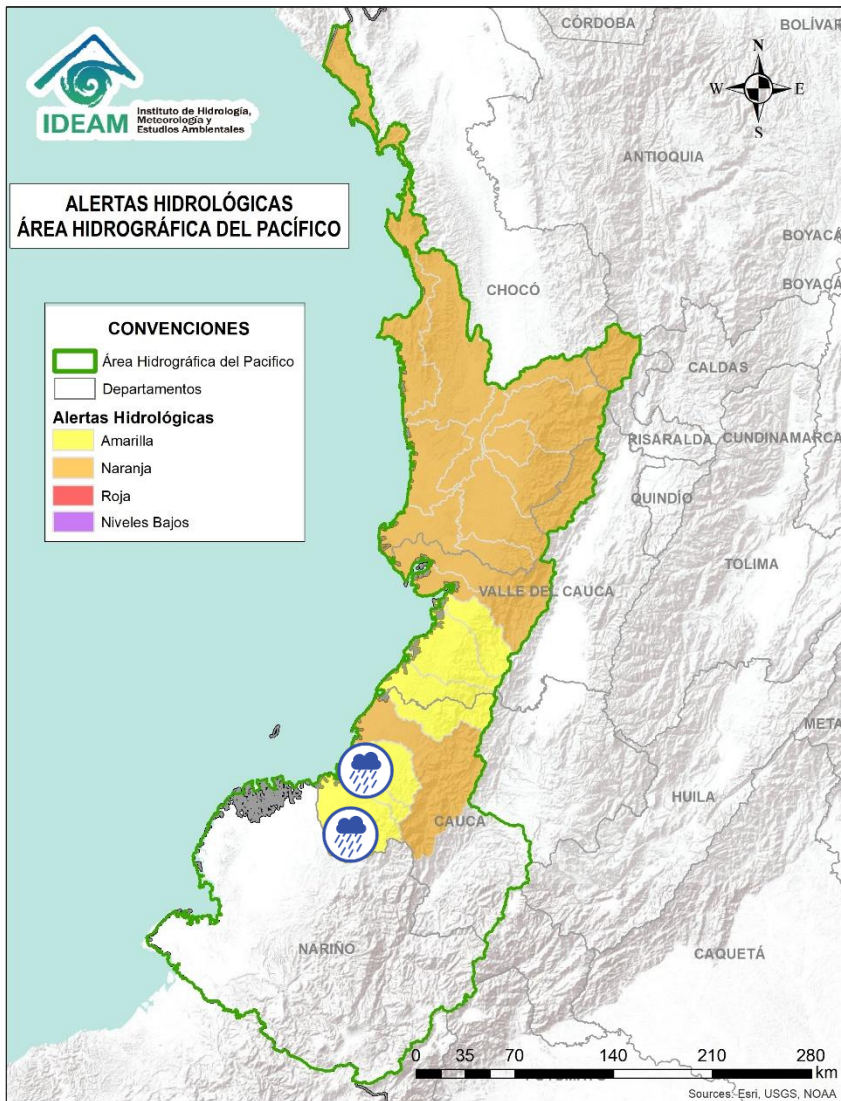 IDEAM
Instituto de Hidrología,
Meteorología y
Estudios Ambientales
ALERTAS HIDROLÓGICAS
ÁREA HIDROGRÁFICA DEL PACÍFICO
CONVENCIONES
Área Hidrográfica del Pacifico
Departamentos
Alertas Hidrológicas
Amarilla
Naranja
Roja
Niveles Bajos
CÓRDOBA
BOLÍVAR
N
W
E
S
ANTIOQUIA
BOYACÁ
CHOCÓ
BOYACÁ
CALDAS
RISARALDA
CUNDINAMARCA
QUINDÍO
TOLIMA
VALLE DEL CAUCA
META
HUILA
CAUCA
NARIÑO
CAQUETÁ
0 35 70 140 210 280
km
Sources: Esri, USGS, NOAA